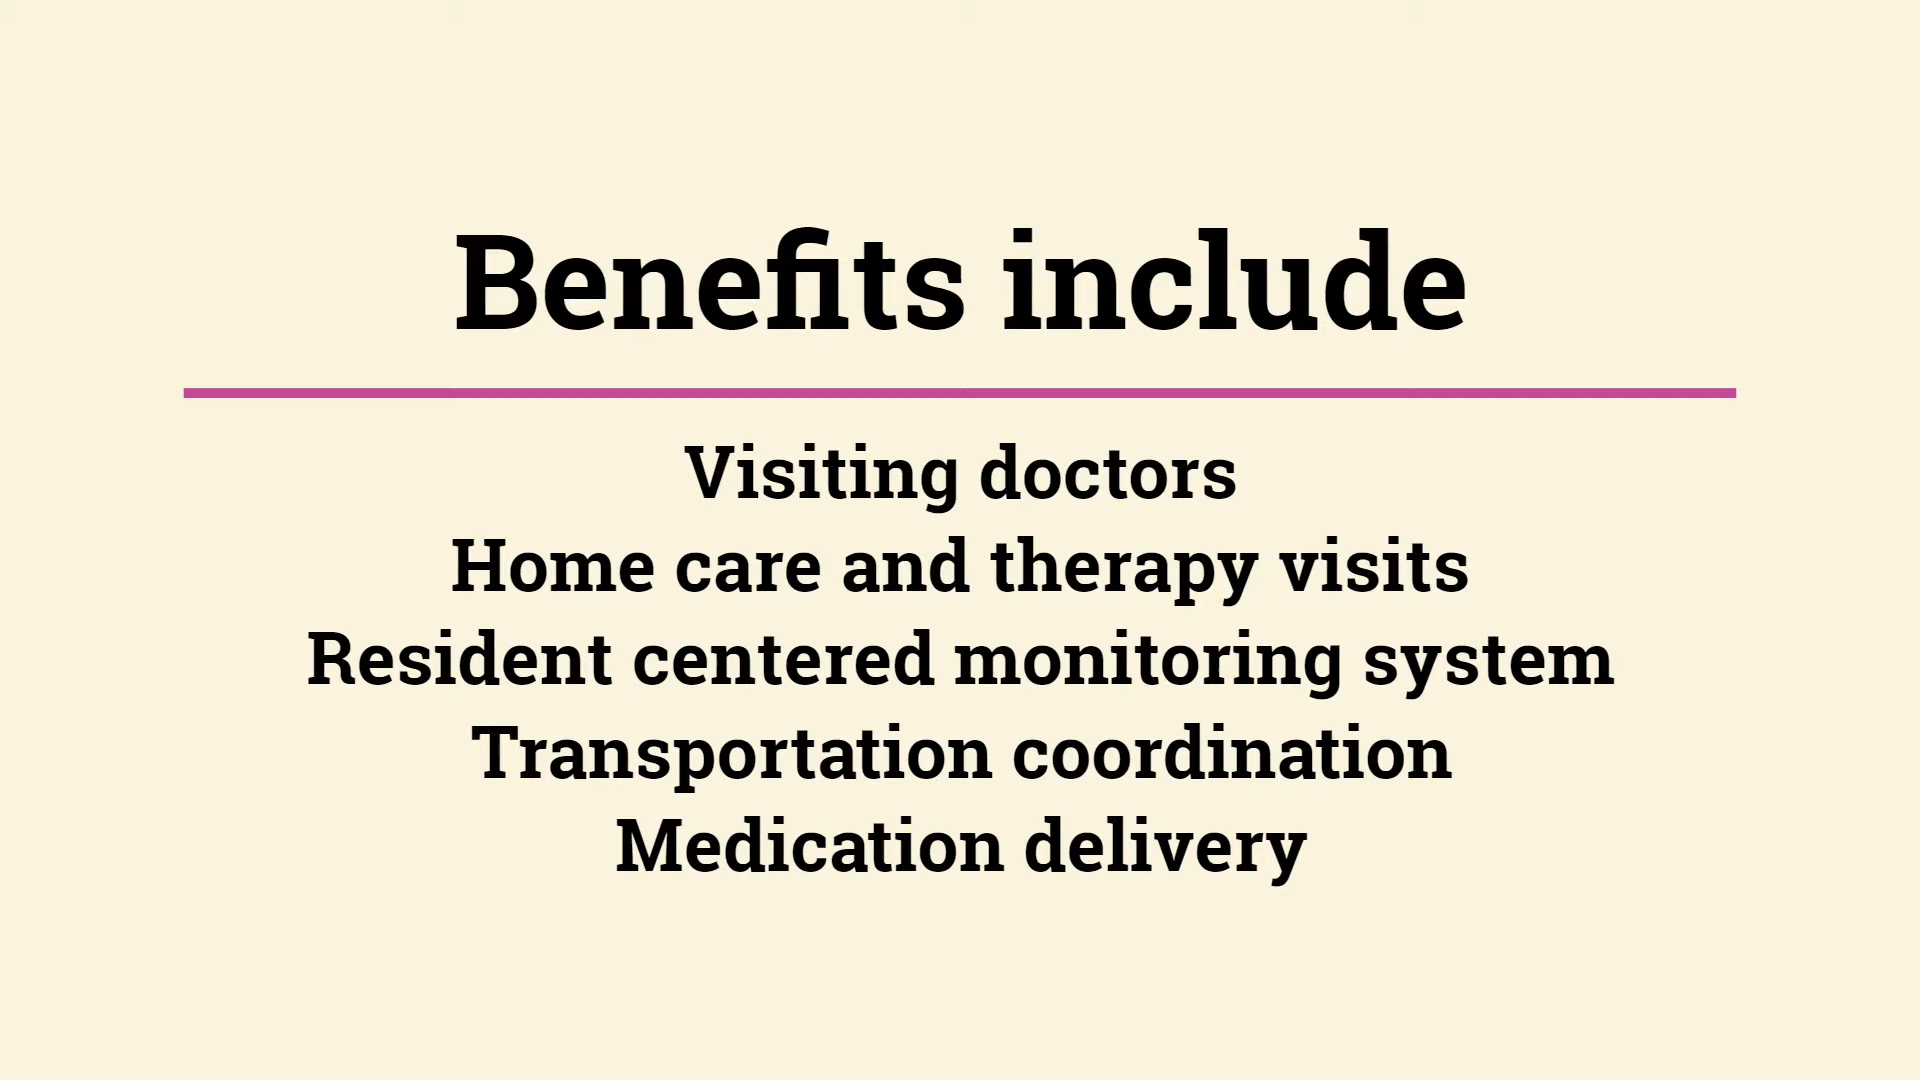 Benefits include
Visiting doctors
Home care and therapy visits
Resident centered monitoring system
Transportation coordination
Medication delivery